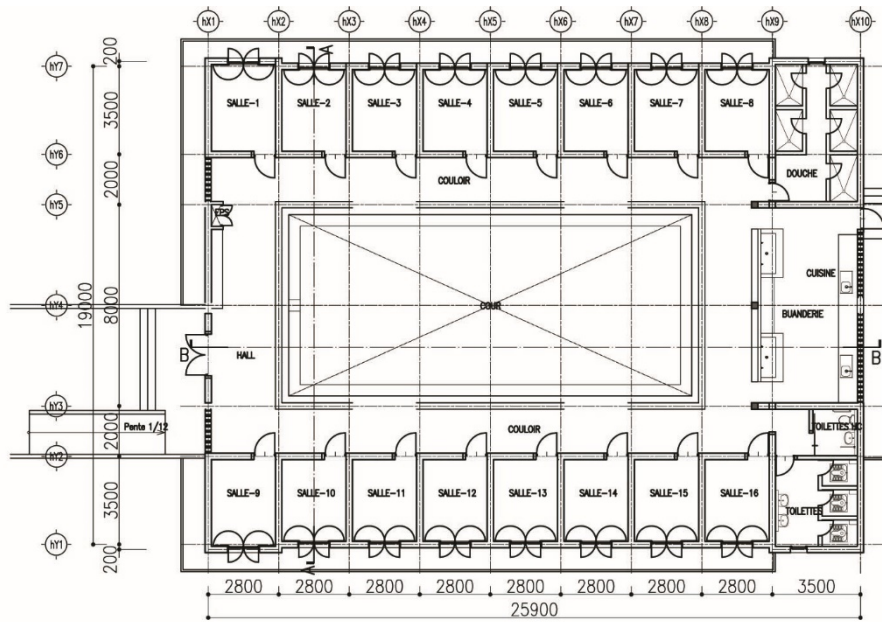 hX1 hX2 hX3 hX4 hX5 hX6 hX7 hX8 hX9 hX10
200
A
hY7
3500
SALLE-1 SALLE-2 SALLE-3 SALLE-4 SALLE-5 SALLE-6 SALLE-7 SALLE-8
hY6
2000
COULOIR
DOUCHE
hY5
EPS
CUISINE
19000
8000
hY4
COUR
BUANDERIE
B
HALL
B
hY3
2000
Pente 1/12
COULOIR
TOILETTES HC
hY2
3500
SALLE-9 SALLE-10 SALLE-11 SALLE-12 SALLE-13 SALLE-14 SALLE-15 SALLE-16
TOILETTES
hY1
200
A
2800 2800 2800 2800 2800 2800 2800 2800 3500
25900